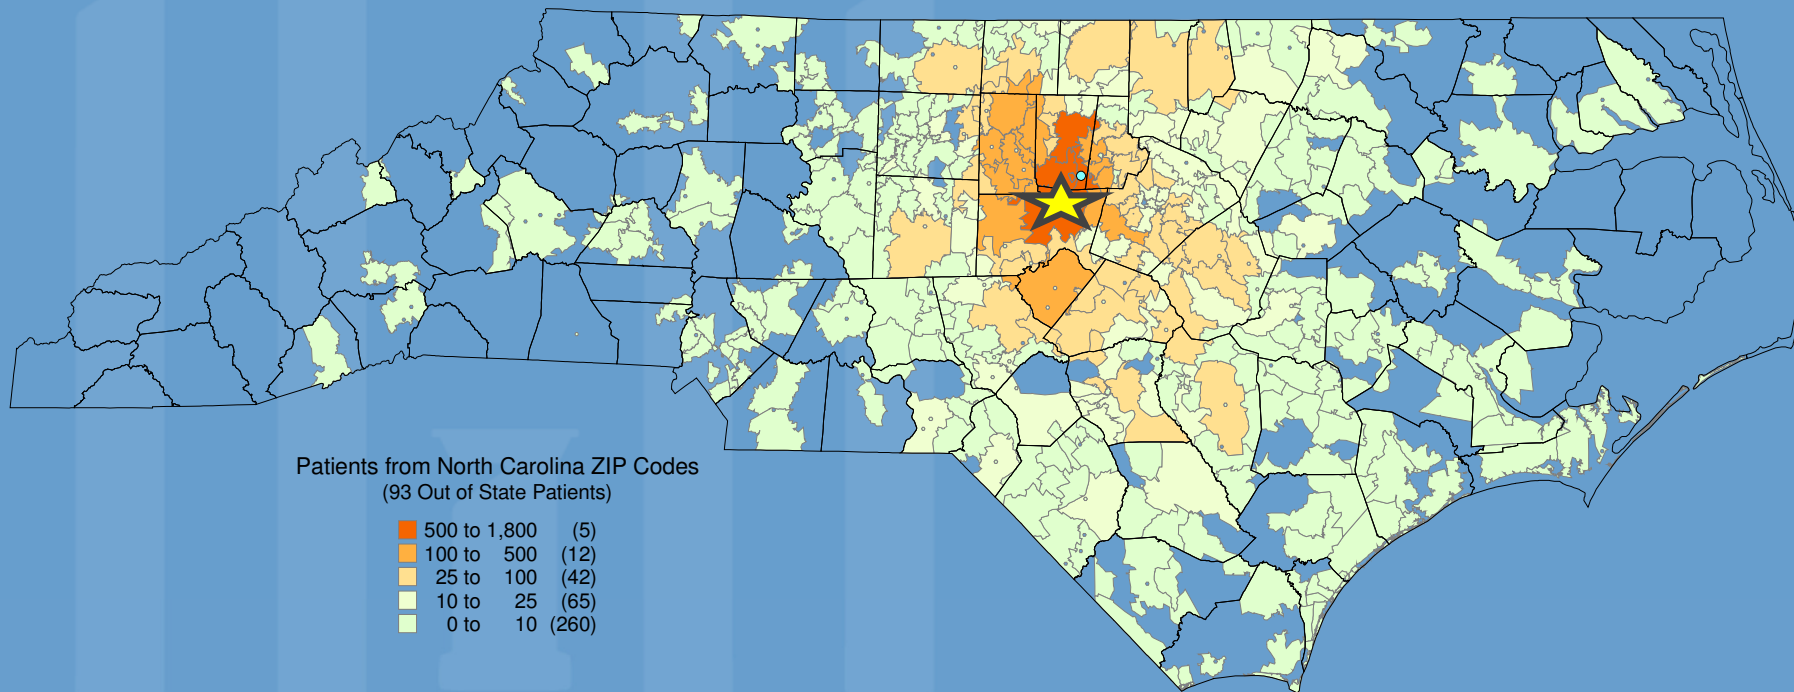 Patients from North Carolina ZIP Codes
(93 Out of State Patients)
500 to 1,800 (5)
100 to 500 (12)
25 to 100 (42)
10 to 25 (65)
0 to 10 (260)